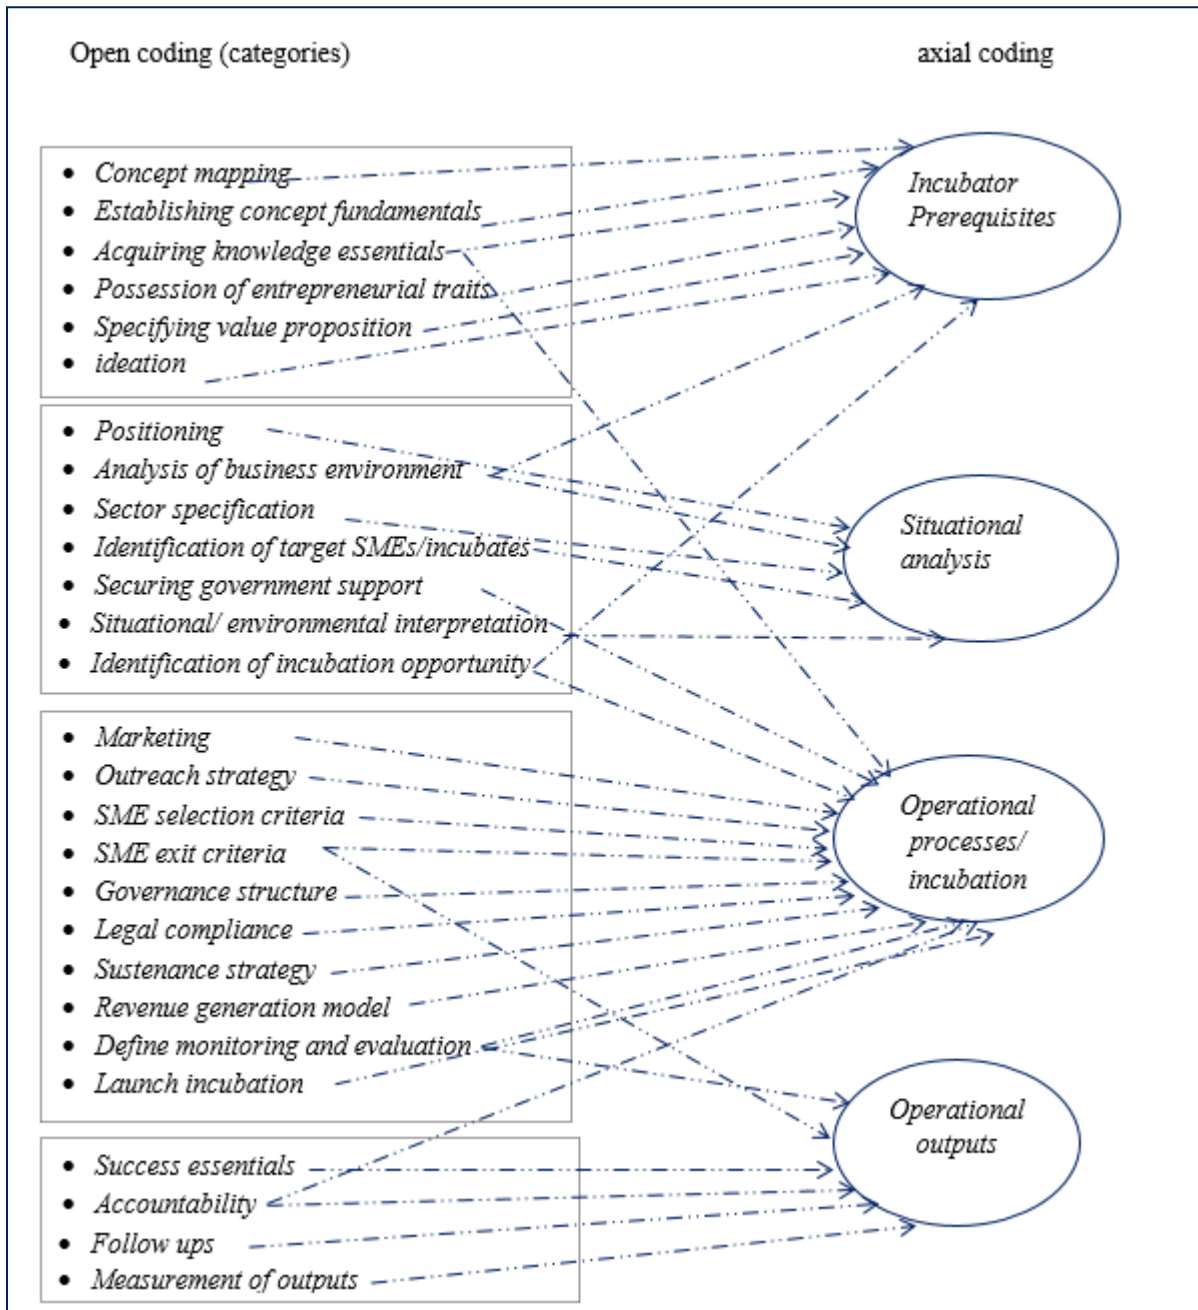 Open coding (categories)
axial coding
• Concept mapping
• Establishing concept fundamentals
• Acquiring knowledge essentials
• Possession of entrepreneurial traits
• Specifying value proposition
• ideation
Incubator
Prerequisites
• Positioning
• Analysis of business environment
• Sector specification
• Identification of target SMEs/incubates
• Securing government support
• Situational/ environmental interpretation
• Identification of incubation opportunity
Situational
analysis
• Marketing
• Outreach strategy
• SME selection criteria
• SME exit criteria
• Governance structure
• Legal compliance
• Sustenance strategy
• Revenue generation model
• Define monitoring and evaluation
• Launch incubation
Operational
processes/
incubation
• Success essentials
• Accountability
• Follow ups
• Measurement of outputs
Operational
outputs